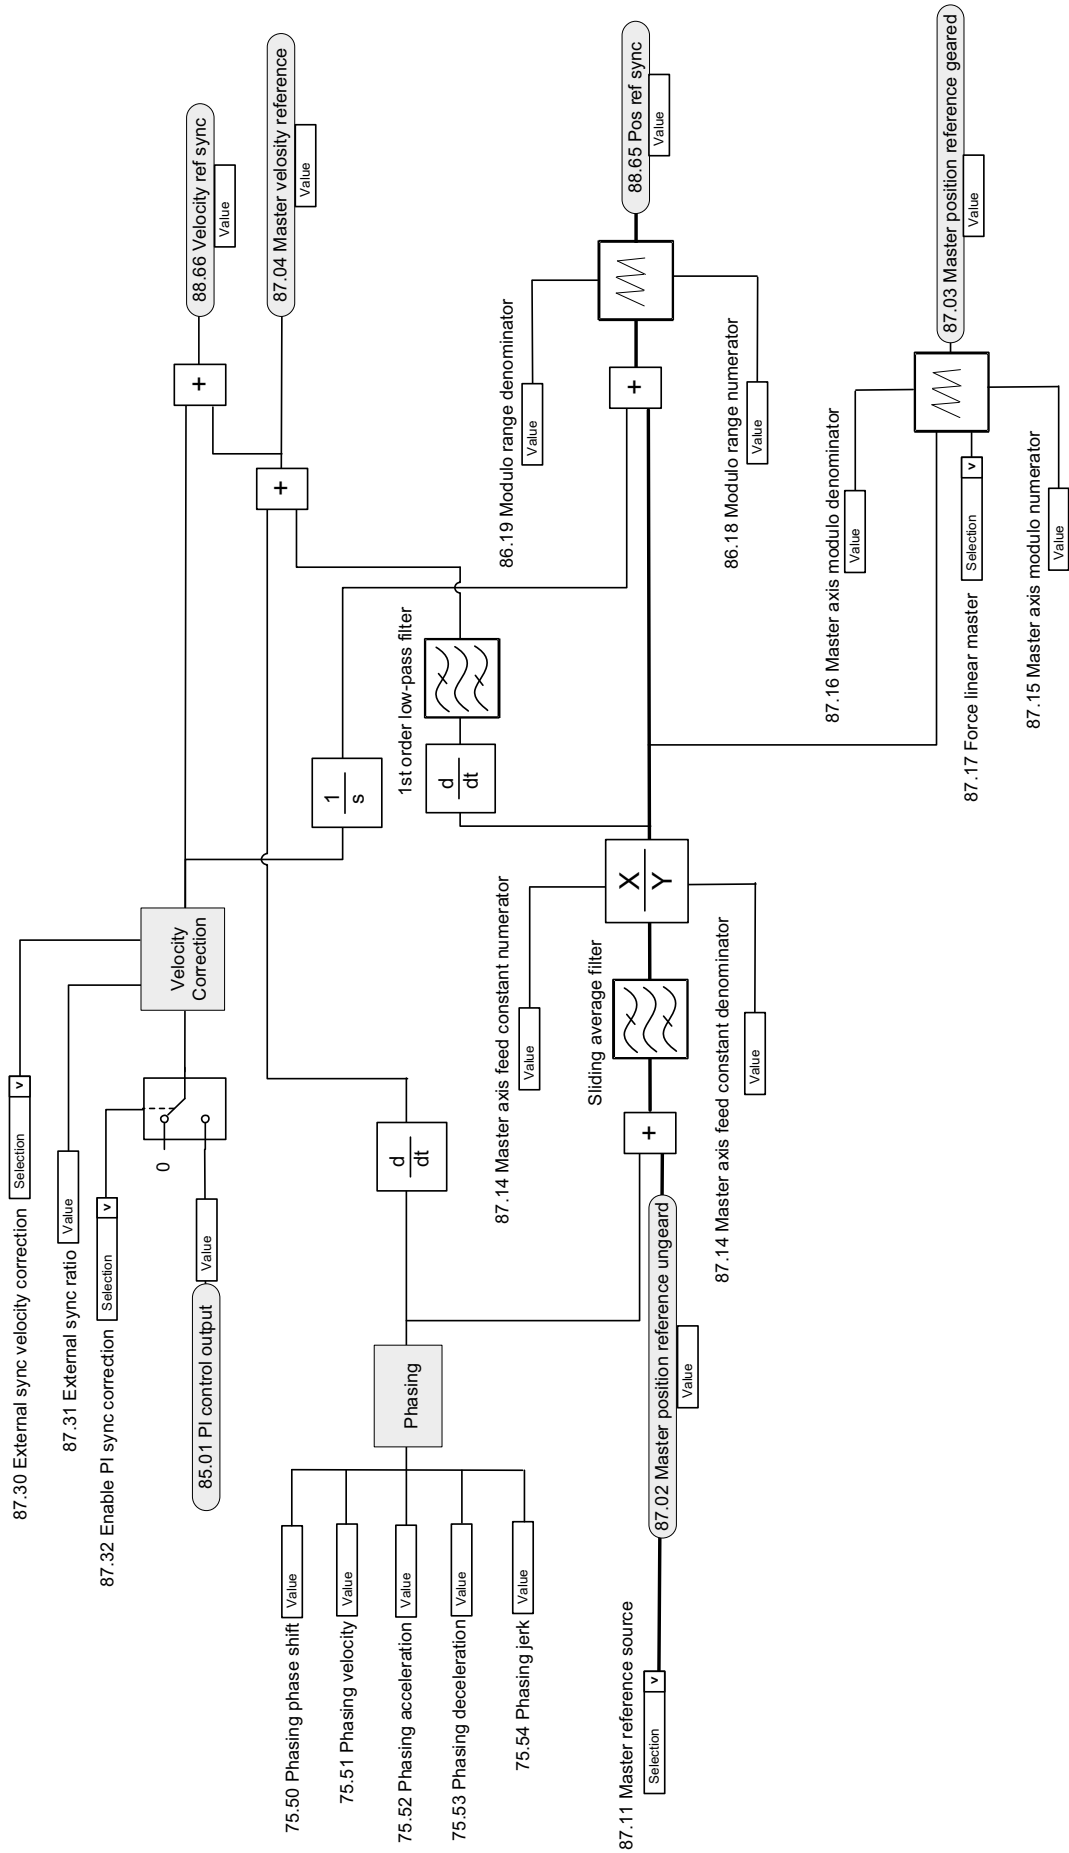 87.30 External sync velocity correction
Selection
v
87.31 External sync ratio
Value
87.32 Enable PI sync correction
Selection
v
0
85.01 PI control output
Value
Velocity
Correction
+
88.66 Velocity ref sync
Value
75.50 Phasing phase shift
Value
75.51 Phasing velocity
Value
75.52 Phasing acceleration
Value
75.53 Phasing deceleration
Value
75.54 Phasing jerk
Value
Phasing
d
dt
1
s
1st order low-pass filter
d
dt
+
87.04 Master velosity reference
Value
87.11 Master reference source
Selection
v
87.02 Master position reference ungeard
Value
+
Sliding average filter
87.14 Master axis feed constant numerator
Value
X
Y
87.14 Master axis feed constant denominator
Value
+
86.19 Modulo range denominator
Value
86.18 Modulo range numerator
Value
88.65 Pos ref sync
Value
87.16 Master axis modulo denominator
Value
87.17 Force linear master
Selection
v
87.15 Master axis modulo numerator
Value
87.03 Master position reference geared
Value